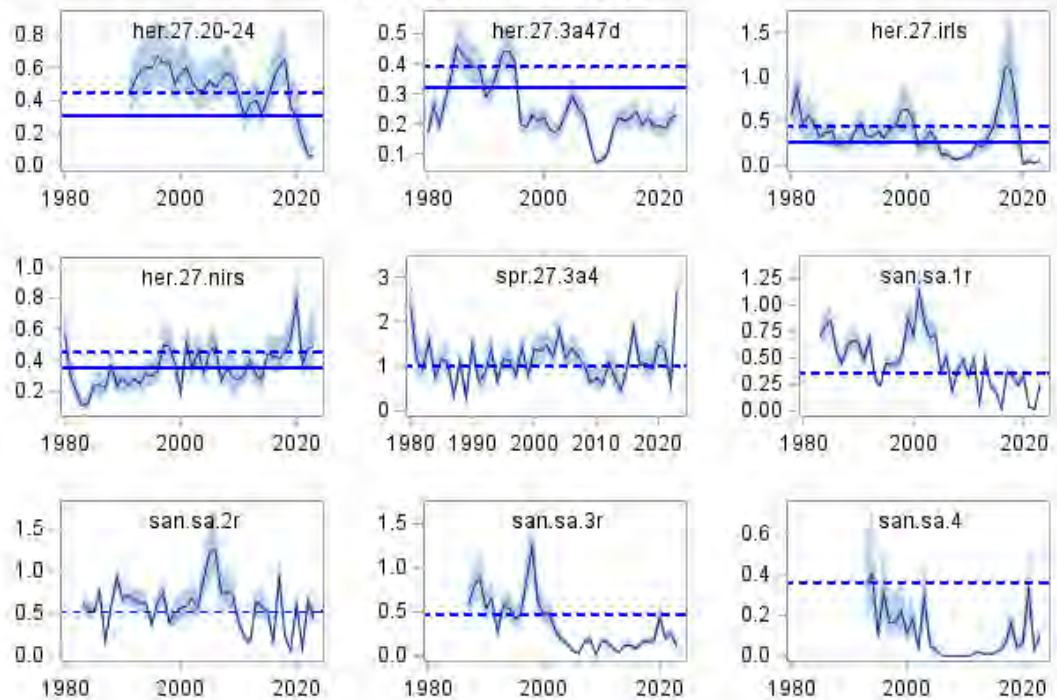 her.27.20-24 her.27.3a47d her.27.irls
0.8 0.5 1.5
0.6 0.4 1.0
0.4 0.3 0.5
0.2 0.2 0.0
0.0 0.1
1980 2000 2020 1980 2000 2020 1980 2000 2020
her.27.nirs spr.27.3a4 san.sa.1r
1.0 3 1.25
0.8 2 1.00
0.6 1 0.75
0.4 0 0.50
0.2 0.25
0.00
1980 2000 2020 1980 1990 2000 2010 2020 1980 2000 2020
san.sa.2r san.sa.3r san.sa.4
1.5 1.5 0.6
1.0 1.0 0.4
0.5 0.5 0.2
0.0 0.0 0.0
1980 2000 2020 1980 2000 2020 1980 2000 2020